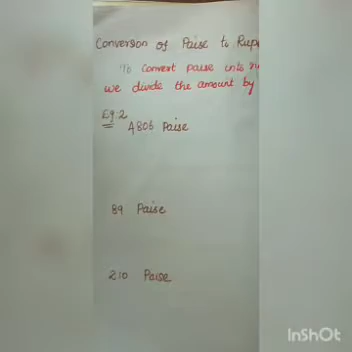 Conversion of Paise to Rup
To convert paise into
we divide the amount by
Eg:2
4806 Paise
89 Paise
210 Paise
InShOt